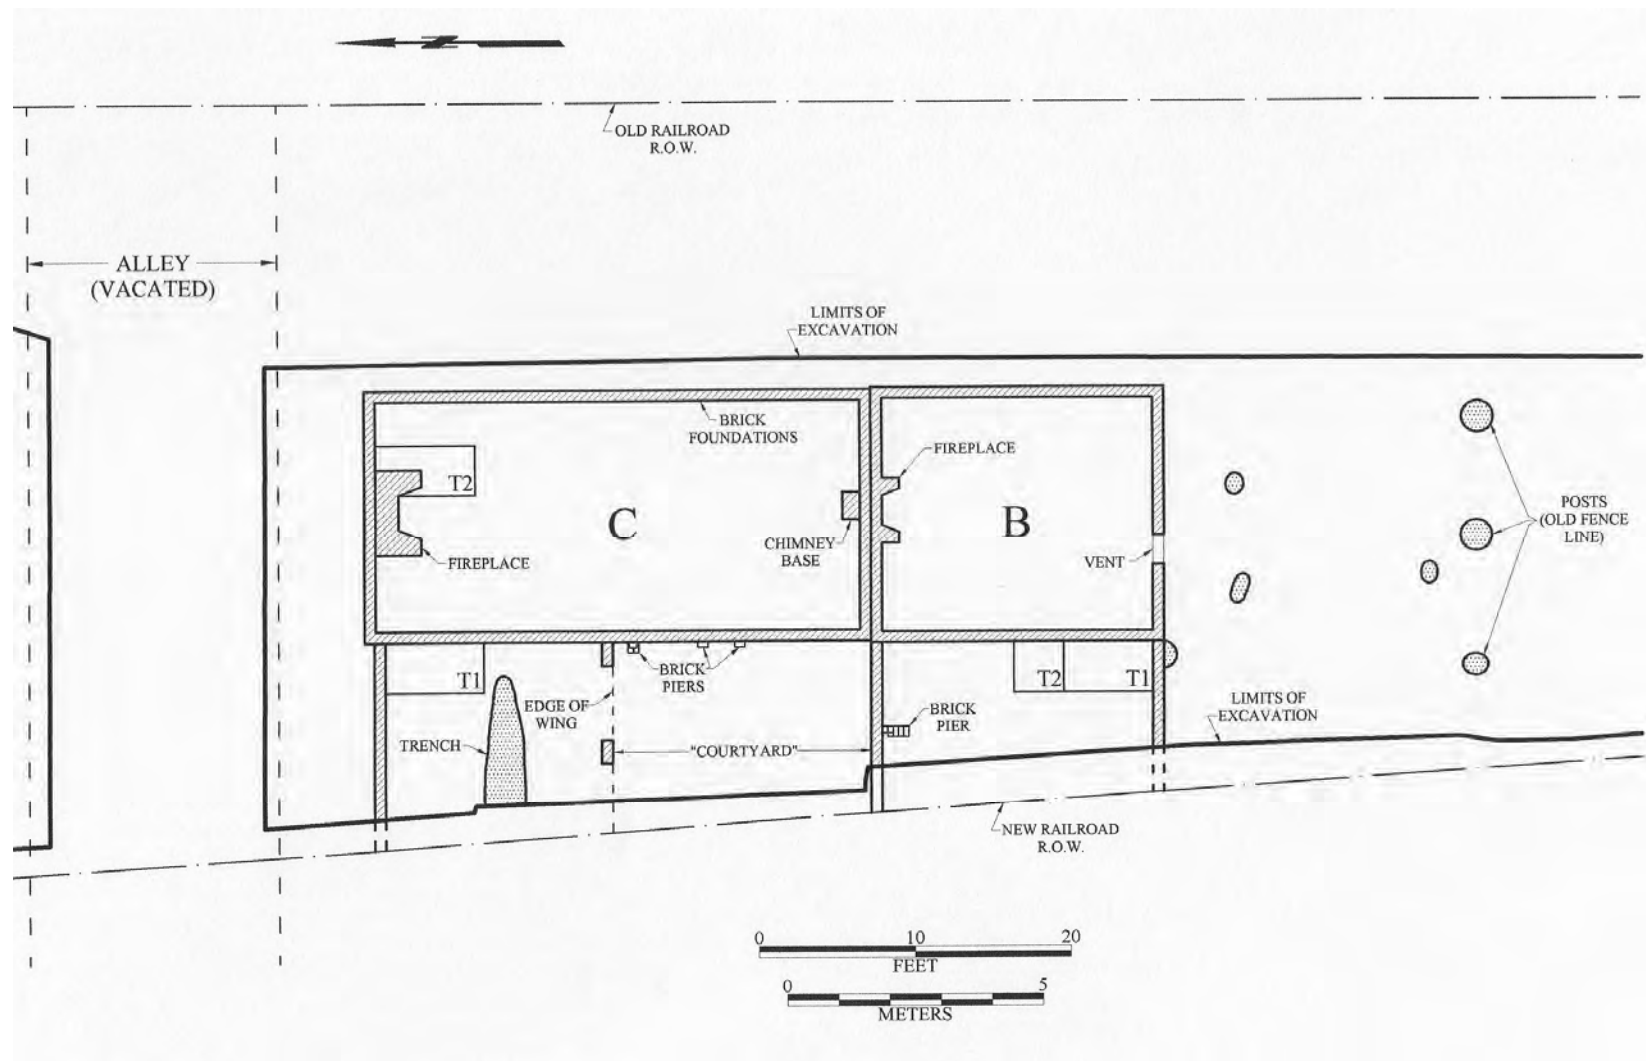 OLD RAILROAD
R.O.W.
ALLEY
(VACATED)
LIMITS OF
EXCAVATION
BRICK
FOUNDATIONS
FIREPLACE
T2
C
B
POSTS
(OLD FENCE
LINE)
CHIMNEY
BASE
FIREPLACE
VENT
T1
BRICK
PIERS
T2
T1
EDGE OF
WING
BRICK
PIER
LIMITS OF
EXCAVATION
TRENCH
"COURTYARD"
NEW RAILROAD
R.O.W.
0 10 20
FEET
0 5
METERS